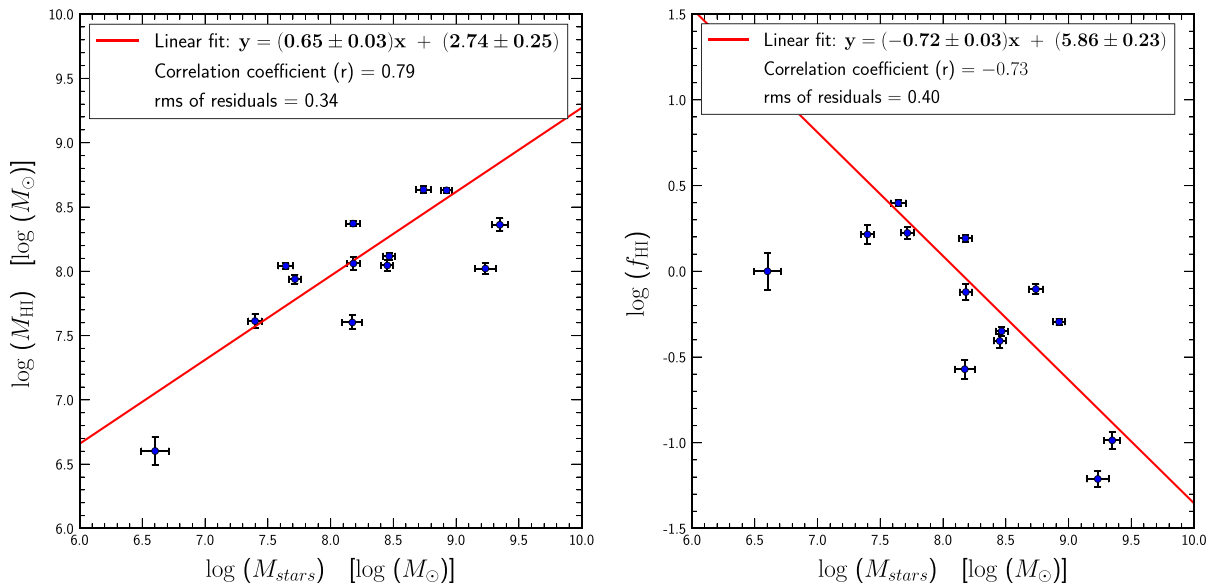 Linear fit: y = (0.65 ± 0.03)x + (2.74 ± 0.25)
Correlation coefficient (r) = 0.79
rms of residuals = 0.34
10.0
9.5
9.0
8.5
8.0
7.5
7.0
6.5
6.0
log (M_HI) [log (M_⊙)]
6.0 6.5 7.0 7.5 8.0 8.5 9.0 9.5 10.0
log (M_stars) [log (M_⊙)]
Linear fit: y = (−0.72 ± 0.03)x + (5.86 ± 0.23)
Correlation coefficient (r) = −0.73
rms of residuals = 0.40
1.5
1.0
0.5
0.0
-0.5
-1.0
-1.5
log (f_HI)
6.0 6.5 7.0 7.5 8.0 8.5 9.0 9.5 10.0
log (M_stars) [log (M_⊙)]